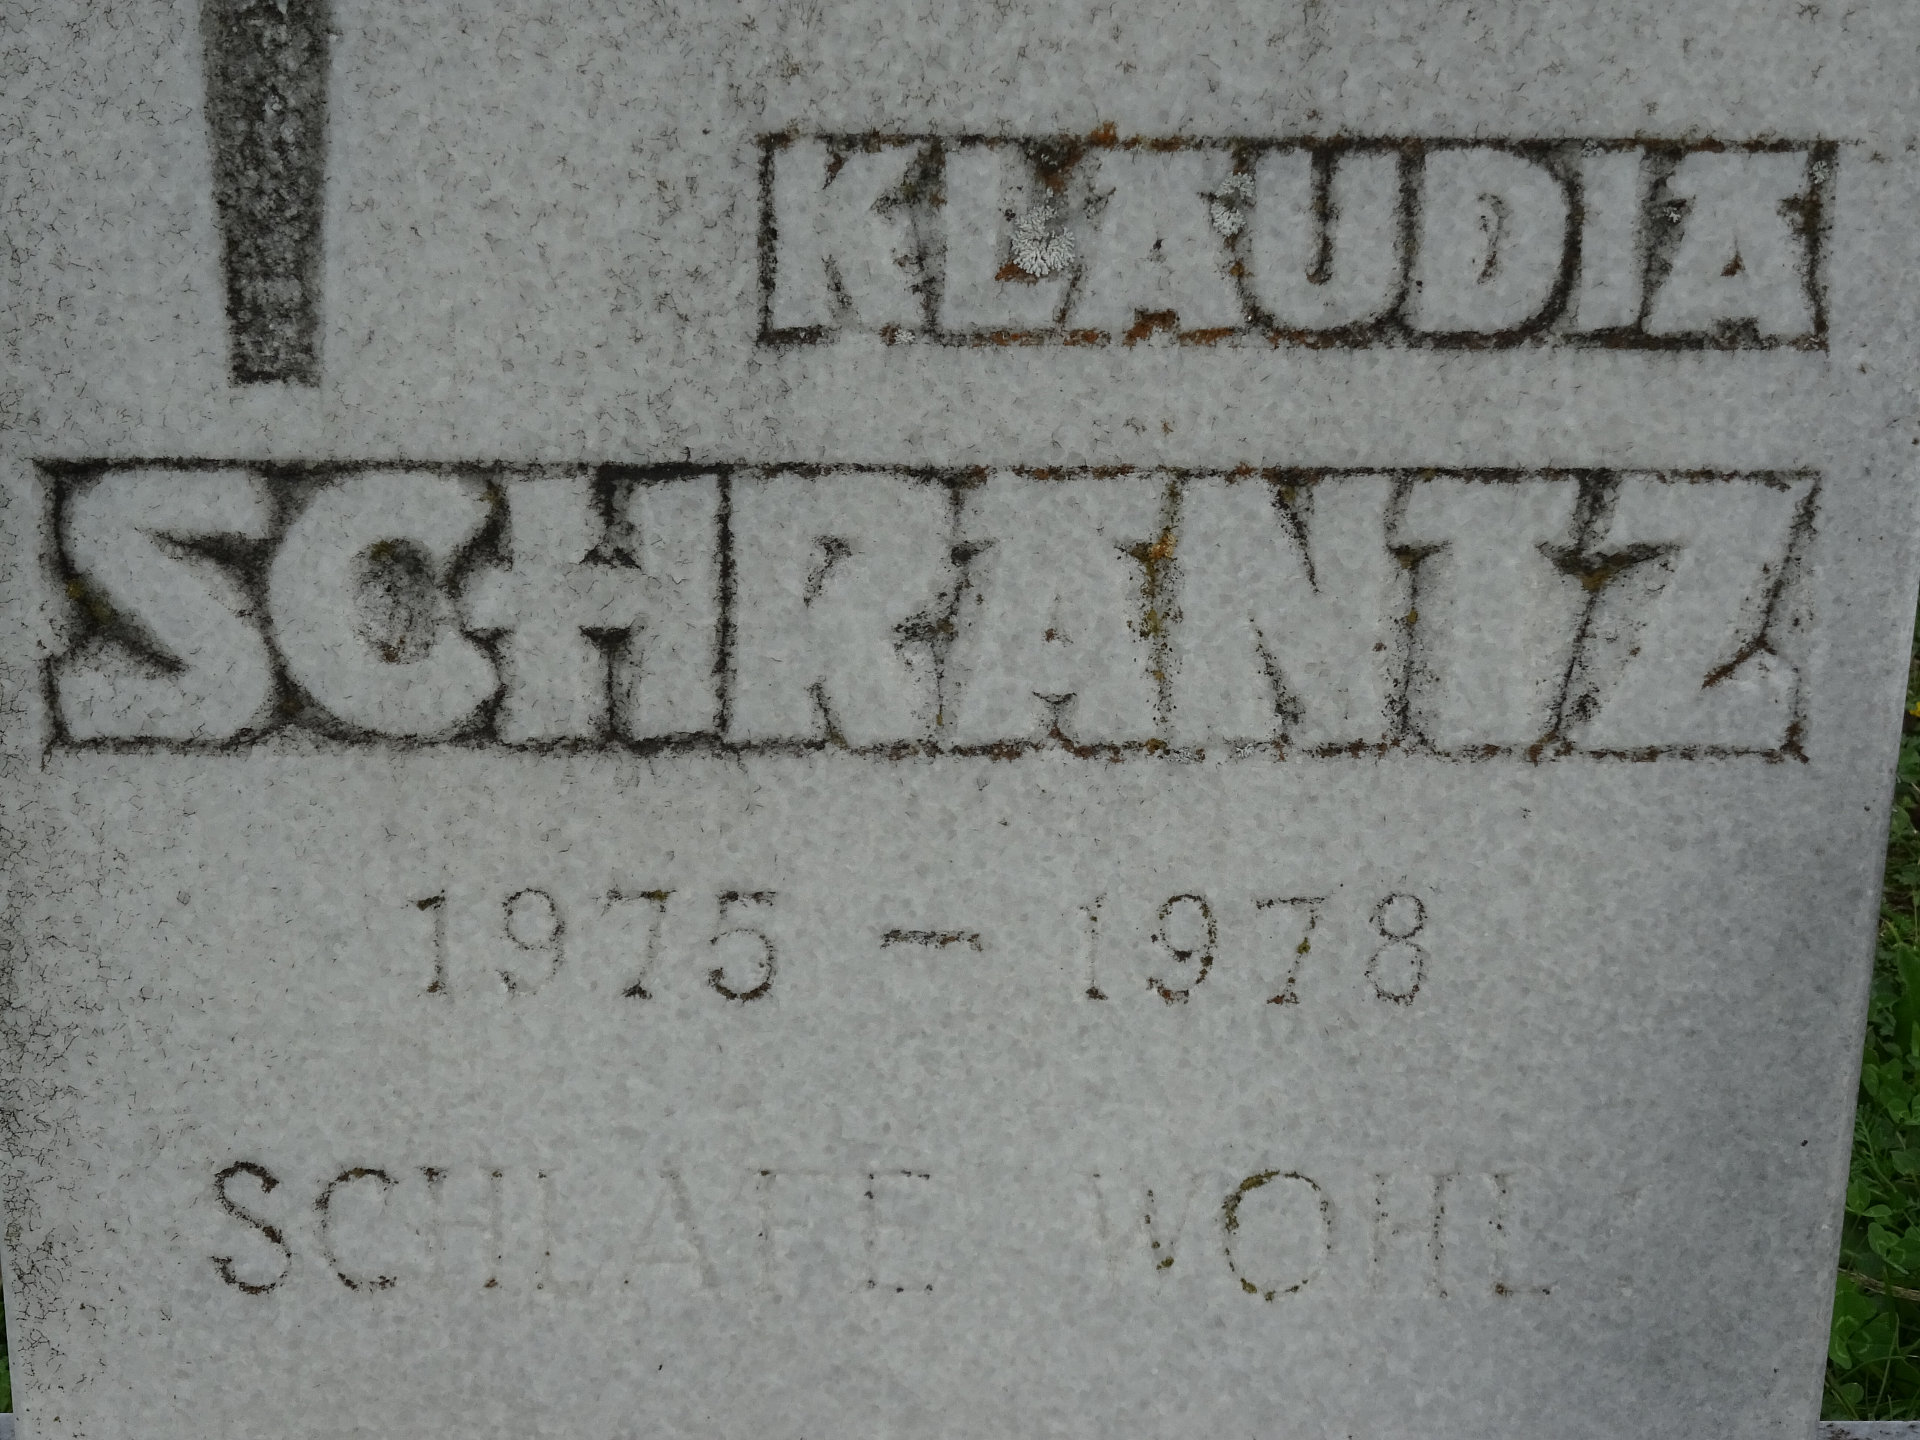 KLAUDIA
SCHRANTZ
1975 - 1978
SCHLAFE WOHL